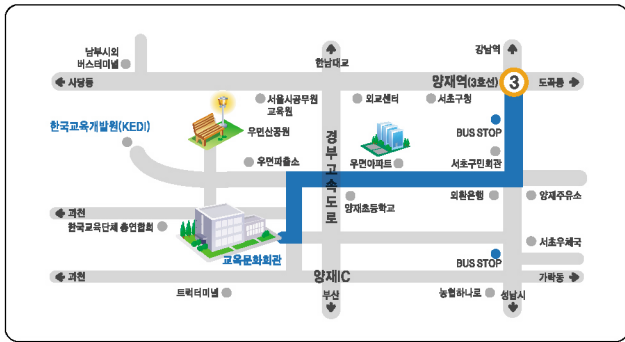 남부시외
버스터미널
한남대교
강남역
사당동
양재역(3호선)
3
도곡동
서울시공무원
교육원
외교센터
서초구청
한국교육개발원(KEDI)
우면산공원
BUS STOP
경부고속도로
우면파출소
우면아파트
서초구민회관
과천
한국교육단체 총연합회
양재초등학교
외환은행
양재주유소
교육문화회관
서초우체국
BUS STOP
과천
양재IC
가락동
트럭터미널
부산
농협하나로
성남시